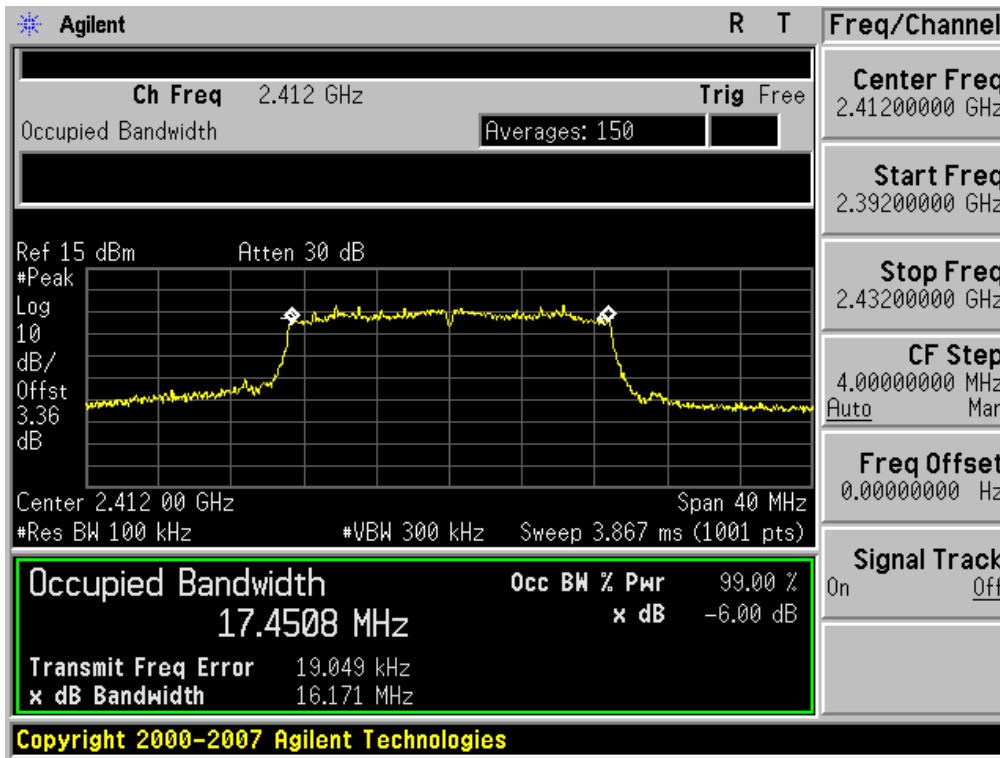 Agilent R T
Ch Freq 2.412 GHz Trig Free
Occupied Bandwidth Averages: 150
Ref 15 dBm Atten 30 dB
#Peak
Log
10
dB/
Offst
3.36
dB
Center 2.412 00 GHz Span 40 MHz
#Res BW 100 kHz #VBW 300 kHz Sweep 3.867 ms (1001 pts)
Occupied Bandwidth Occ BW % Pwr 99.00 %
17.4508 MHz x dB -6.00 dB
Transmit Freq Error 19.049 kHz
x dB Bandwidth 16.171 MHz
Copyright 2000-2007 Agilent Technologies
Freq/Channel
Center Freq
2.41200000 GHz
Start Freq
2.39200000 GHz
Stop Freq
2.43200000 GHz
CF Step
4.00000000 MHz
Auto Man
Freq Offset
0.00000000 Hz
Signal Track
On Off